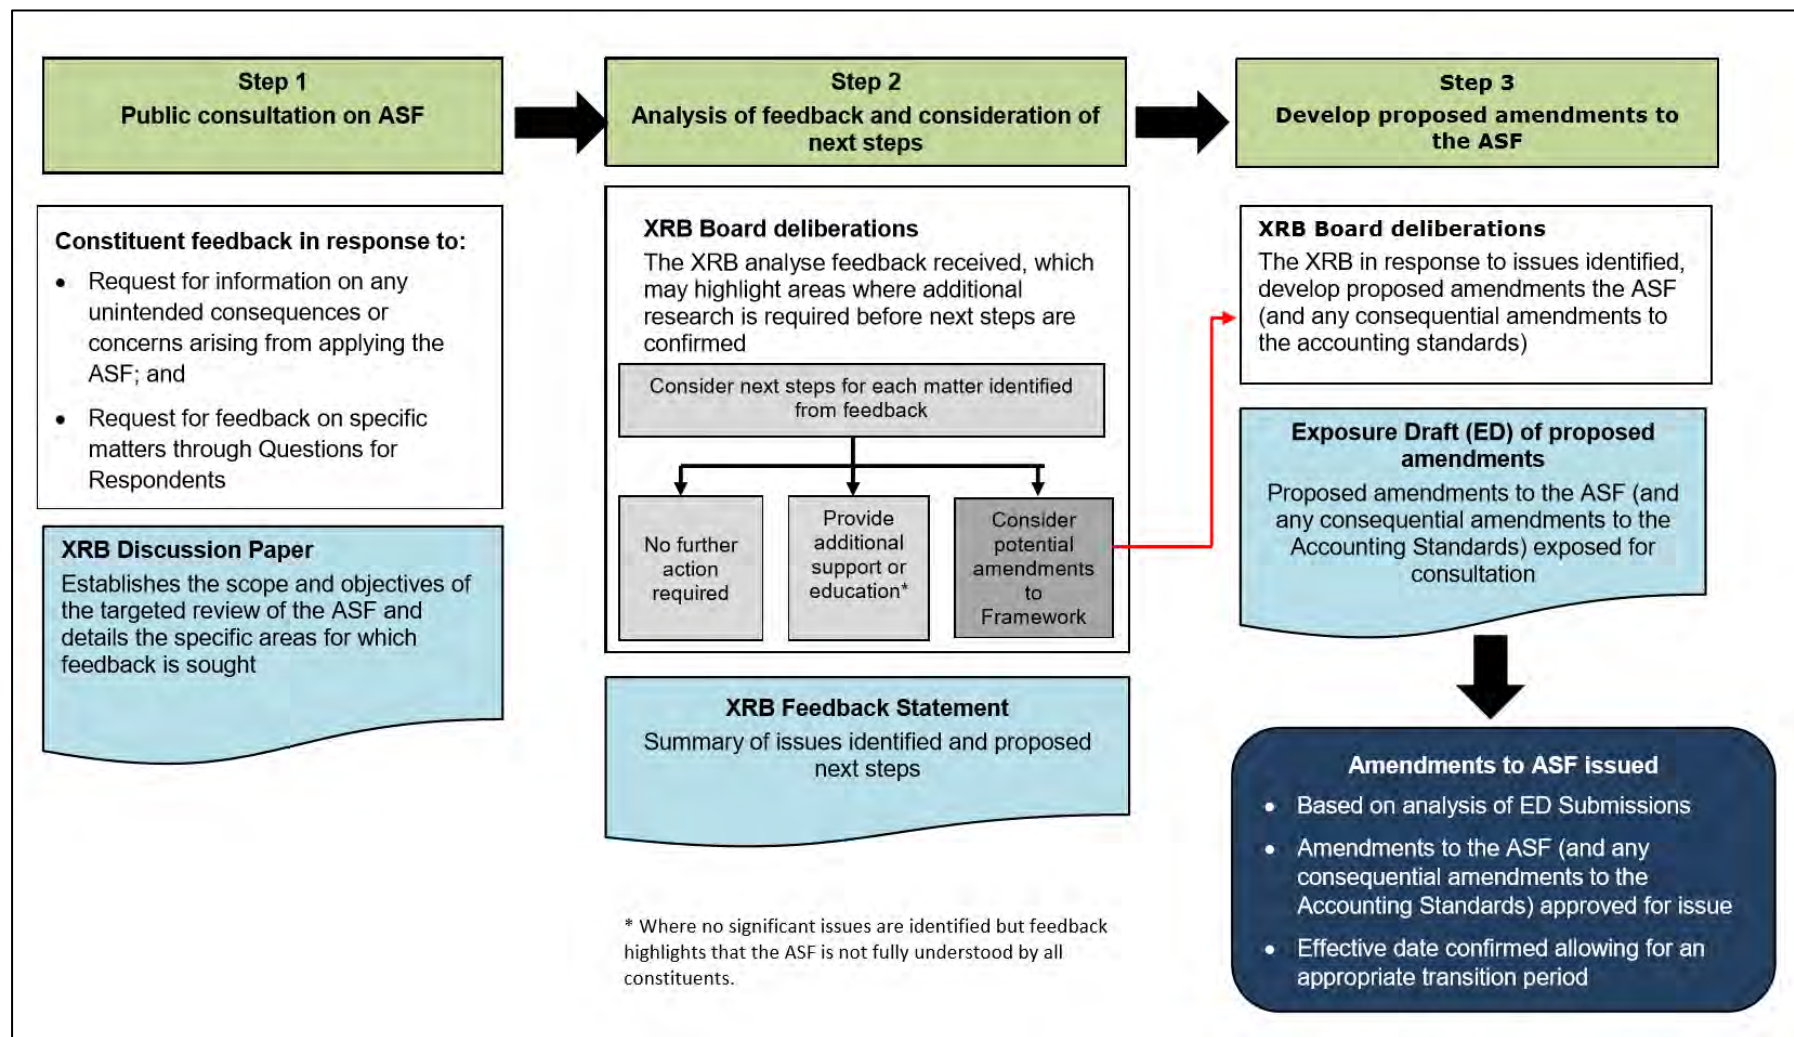 Step 1
Public consultation on ASF
Constituent feedback in response to:
• Request for information on any
unintended consequences or
concerns arising from applying the
ASF; and
• Request for feedback on specific
matters through Questions for
Respondents
XRB Discussion Paper
Establishes the scope and objectives of
the targeted review of the ASF and
details the specific areas for which
feedback is sought
Step 2
Analysis of feedback and consideration of
next steps
XRB Board deliberations
The XRB analyse feedback received, which
may highlight areas where additional
research is required before next steps are
confirmed
Consider next steps for each matter identified
from feedback
No further
action
required
Provide
additional
support or
education*
Consider
potential
amendments
to
Framework
XRB Feedback Statement
Summary of issues identified and proposed
next steps
* Where no significant issues are identified but feedback
highlights that the ASF is not fully understood by all
constituents.
Step 3
Develop proposed amendments to
the ASF
XRB Board deliberations
The XRB in response to issues identified,
develop proposed amendments the ASF
(and any consequential amendments to
the accounting standards)
Exposure Draft (ED) of proposed
amendments
Proposed amendments to the ASF (and
any consequential amendments to the
Accounting Standards) exposed for
consultation
Amendments to ASF issued
• Based on analysis of ED Submissions
• Amendments to the ASF (and any
consequential amendments to the
Accounting Standards) approved for issue
• Effective date confirmed allowing for an
appropriate transition period